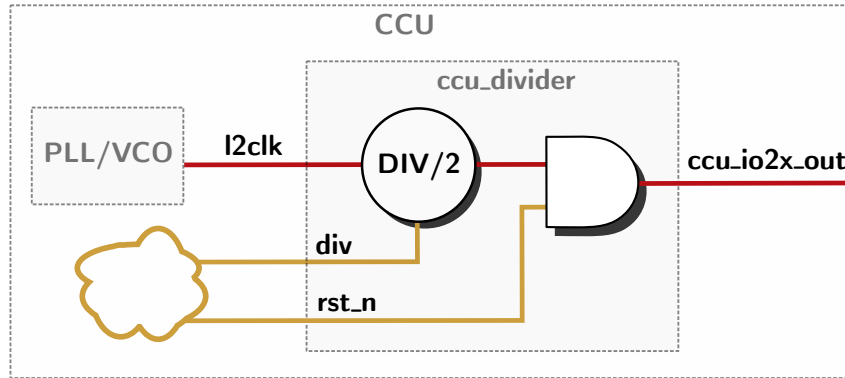 CCU
ccu_divider
PLL/VCO
l2clk
DIV/2
ccu_io2x_out
div
rst_n